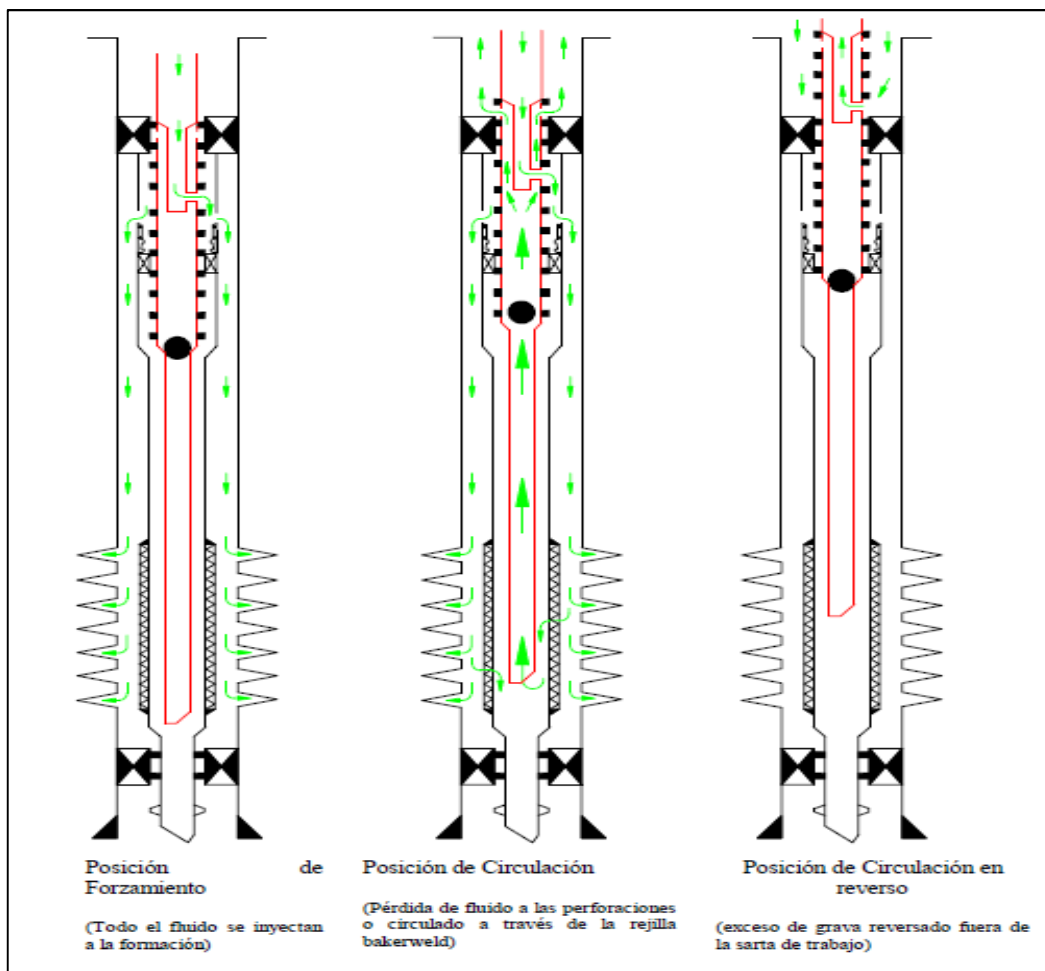 Posición de
Forzamiento
(Todo el fluido se inyectan
a la formación)
Posición de Circulación
(Pérdida de fluido a las perforaciones
o circulado a través de la rejilla
bakerweld)
Posición de Circulación en
reverso
(exceso de grava reversado fuera de
la sarta de trabajo)